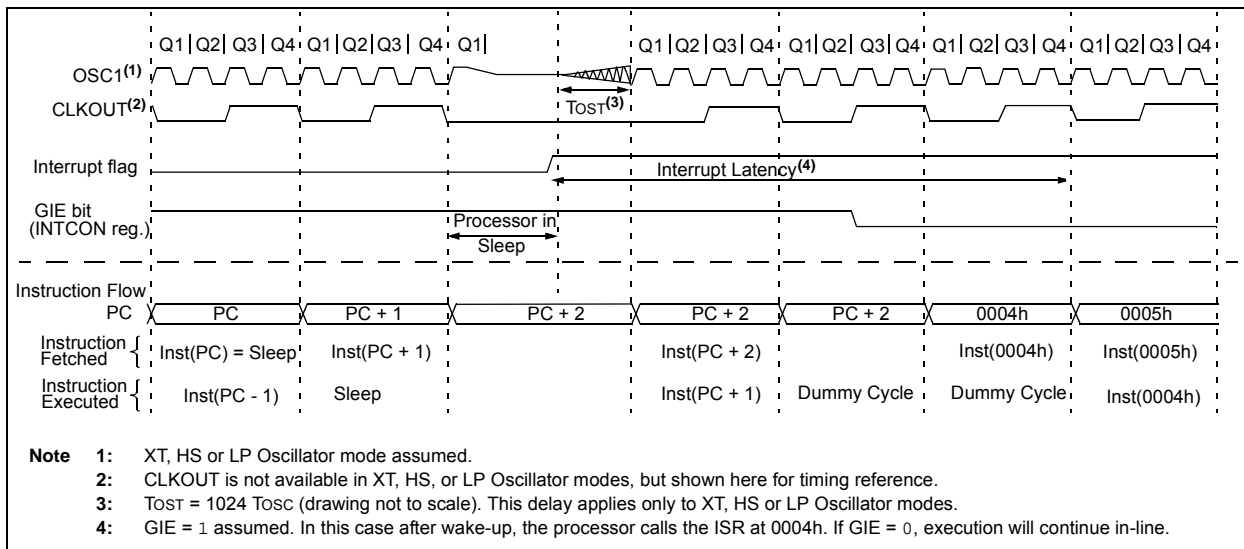 Q1 Q2 Q3 Q4 Q1 Q2 Q3 Q4 Q1 Q1 Q2 Q3 Q4 Q1 Q2 Q3 Q4 Q1 Q2 Q3 Q4 Q1 Q2 Q3 Q4
OSC1(1)
CLKOUT(2)
TOST(3)
Interrupt flag
Interrupt Latency(4)
GIE bit
(INTCON reg.)
Processor in
Sleep
Instruction Flow
PC PC PC + 1 PC + 2 PC + 2 PC + 2 0004h 0005h
Instruction
Fetched { Inst(PC) = Sleep Inst(PC + 1) Inst(PC + 2) Inst(0004h) Inst(0005h)
Instruction
Executed { Inst(PC - 1) Sleep Inst(PC + 1) Dummy Cycle Dummy Cycle Inst(0004h)
Note 1: XT, HS or LP Oscillator mode assumed.
2: CLKOUT is not available in XT, HS, or LP Oscillator modes, but shown here for timing reference.
3: TOST = 1024 TOSC (drawing not to scale). This delay applies only to XT, HS or LP Oscillator modes.
4: GIE = 1 assumed. In this case after wake-up, the processor calls the ISR at 0004h. If GIE = 0, execution will continue in-line.